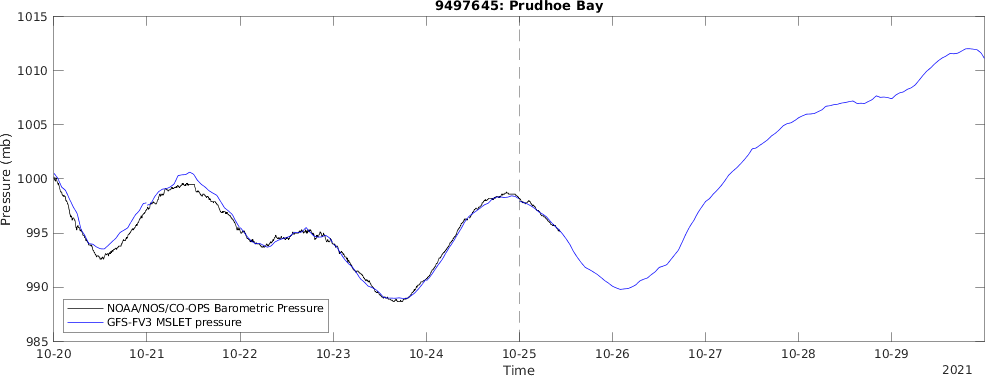 9497645: Prudhoe Bay
1015
1010
1005
1000
995
990
985
Pressure (mb)
NOAA/NOS/CO-OPS Barometric Pressure
GFS-FV3 MSLET pressure
10-20 10-21 10-22 10-23 10-24 10-25 10-26 10-27 10-28 10-29
Time
2021